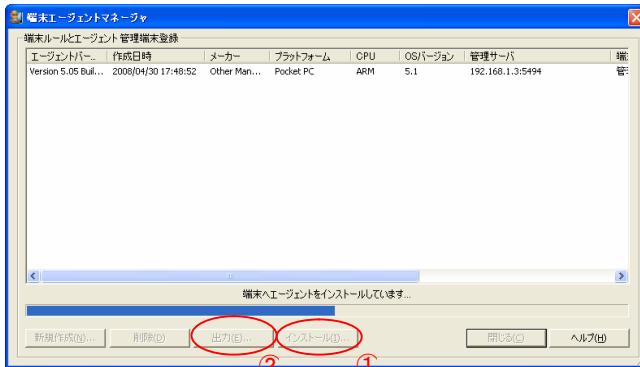 端末エージェントマネージャ
端末ルールとエージェント管理端末登録
エージェントバー... 作成日時 メーカー プラットフォーム CPU OSバージョン 管理サーバ 端
Version 5.05 Buil... 2008/04/30 17:48:52 Other Man... Pocket PC ARM 5.1 192.168.1.3:5494 管
端末へエージェントをインストールしています...
新規作成(N)... 削除(D) 出力(E)... インストール(I)... 閉じる(C) ヘルプ(H)
② ①